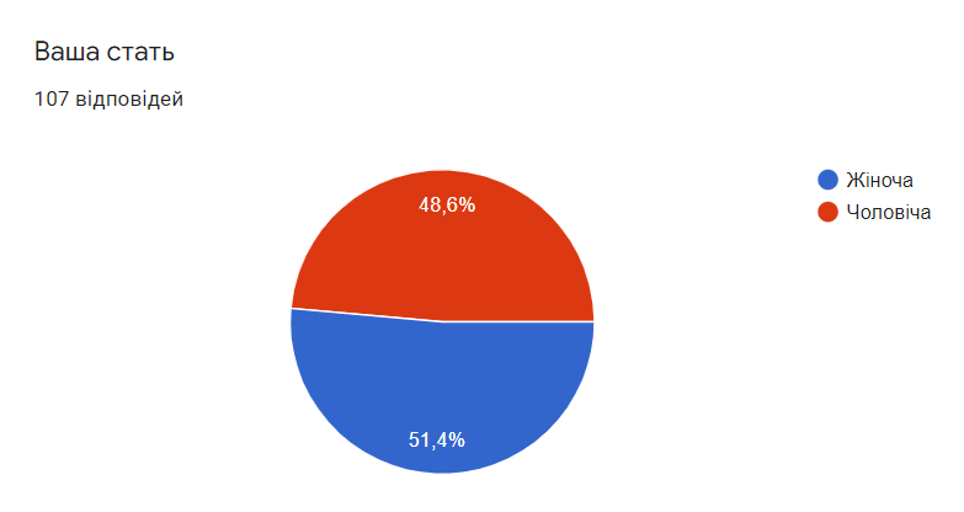 Ваша стать
107 відповідей
48,6%
51,4%
Жіноча
Чоловіча